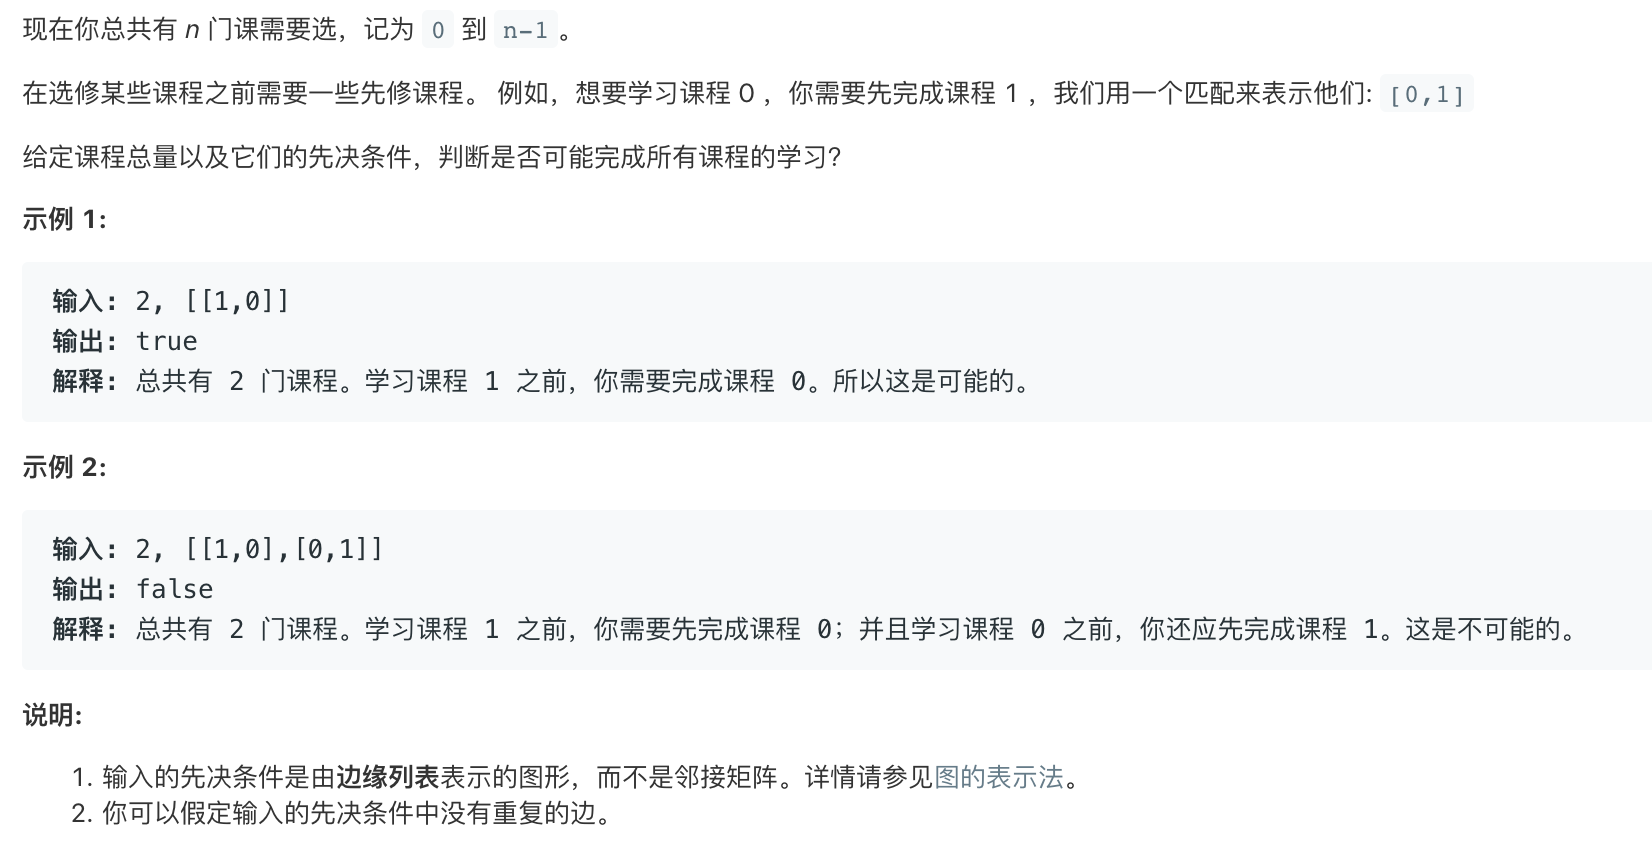 现在你总共有 n 门课需要选，记为 0 到 n-1 。
在选修某些课程之前需要一些先修课程。 例如，想要学习课程 0 ，你需要先完成课程 1 ，我们用一个匹配来表示他们: [0,1]
给定课程总量以及它们的先决条件，判断是否可能完成所有课程的学习？
示例 1:
输入: 2, [[1,0]]
输出: true
解释: 总共有 2 门课程。学习课程 1 之前，你需要完成课程 0。所以这是可能的。
示例 2:
输入: 2, [[1,0],[0,1]]
输出: false
解释: 总共有 2 门课程。学习课程 1 之前，你需要先完成课程 0；并且学习课程 0 之前，你还应先完成课程 1。这是不可能的。
说明:
1. 输入的先决条件是由边缘列表表示的图形，而不是邻接矩阵。详情请参见图的表示法。
2. 你可以假定输入的先决条件中没有重复的边。